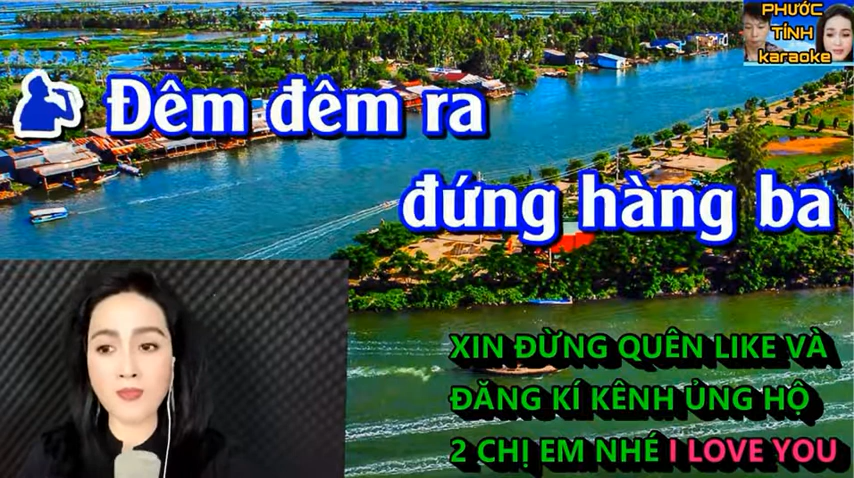 PHƯỚC
TỈNH
karaoke
Đêm đêm ra
đứng hàng ba
XIN ĐỪNG QUÊN LIKE VÀ
ĐĂNG KÍ KÊNH ỦNG HỘ
2 CHỊ EM NHÉ I LOVE YOU